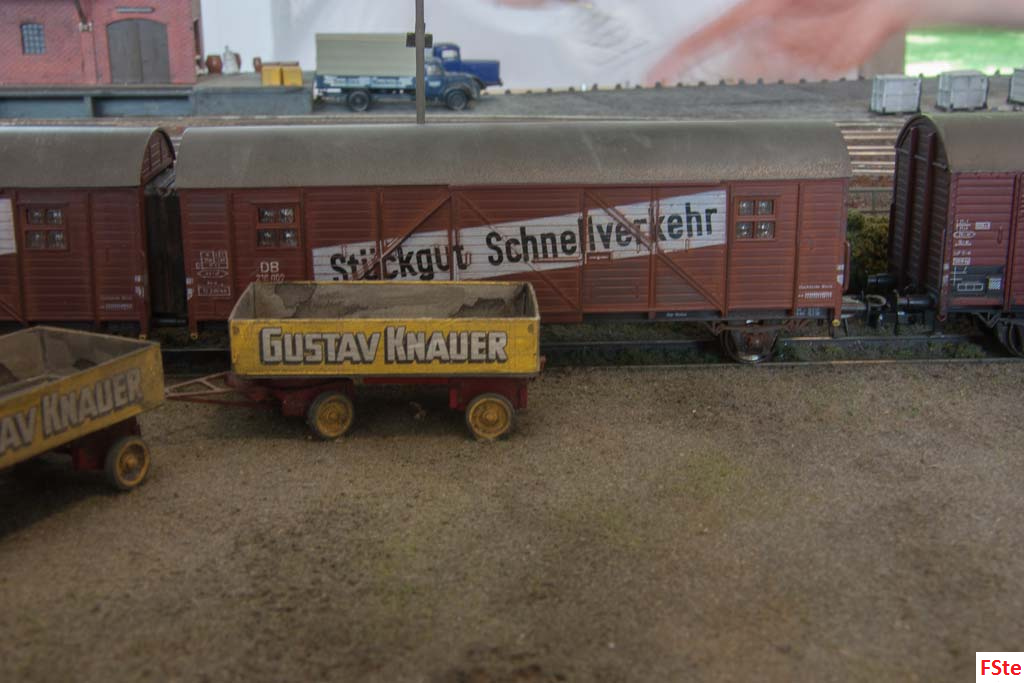 Stückgut Schnellverkehr
DB
GUSTAV KNAUER
AV KNAUER
FSte